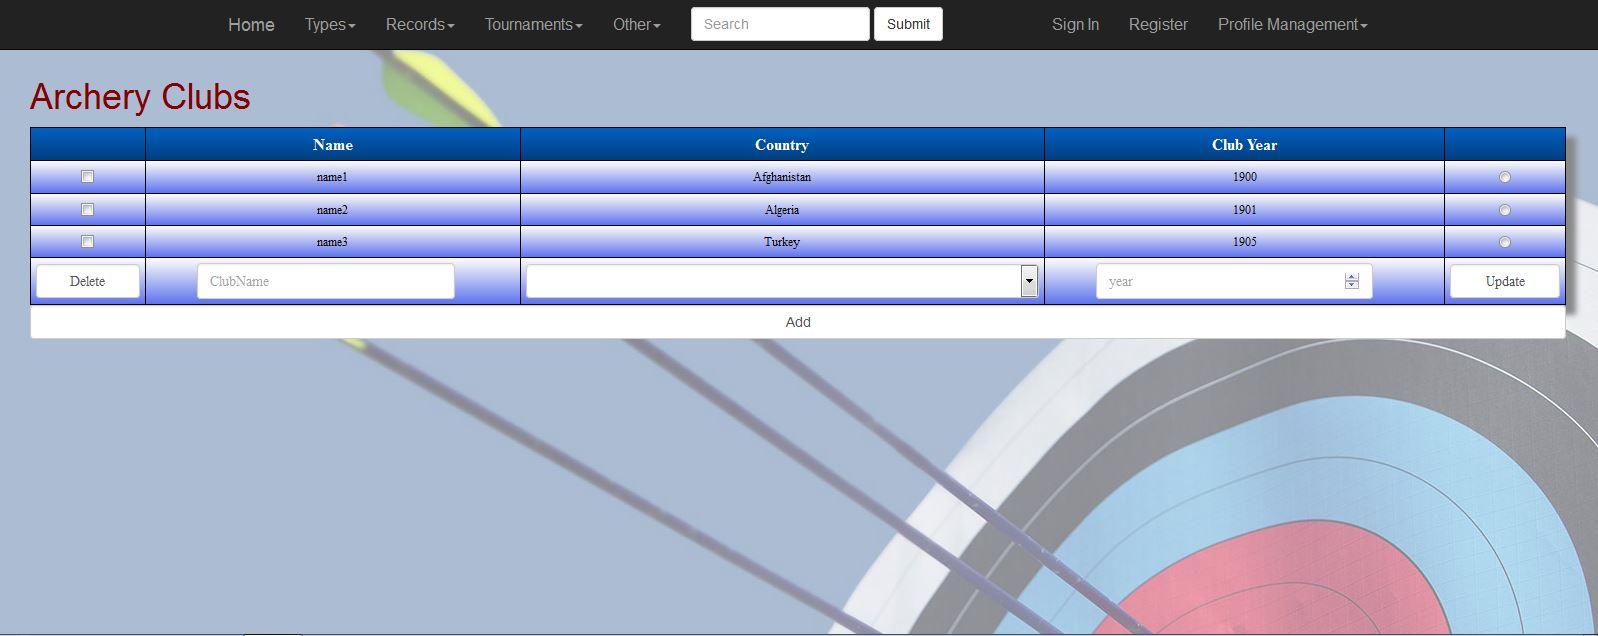 Home Types Records Tournaments Other Search Submit Sign In Register Profile Management
Archery Clubs
Name Country Club Year
name1 Afghanistan 1900
name2 Algeria 1901
name3 Turkey 1905
Delete ClubName year Update
Add